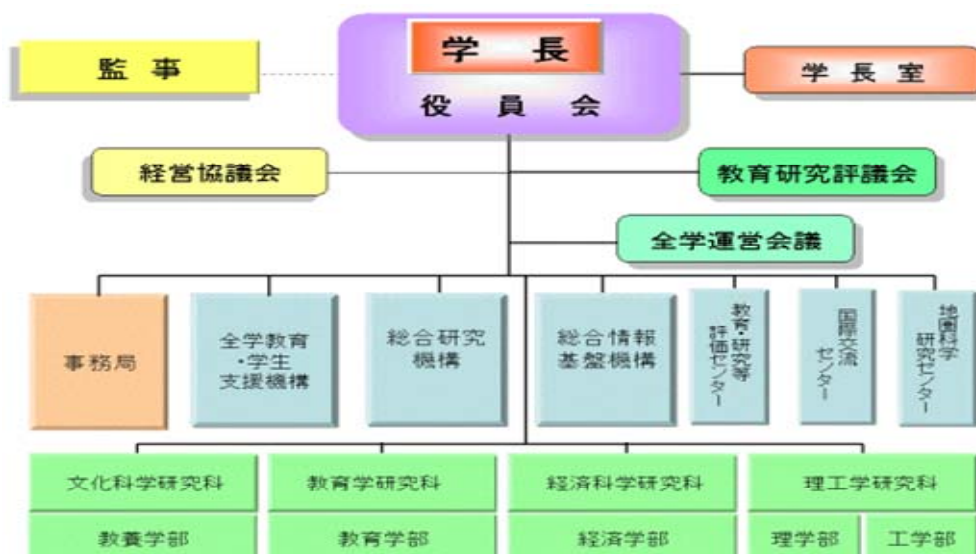 学長
監事
学長室
役員会
経営協議会
教育研究評議会
全学運営会議
事務局
全学教育
・学生
支援機構
総合研究
機構
総合情報
基盤機構
教育・研究等
評価センター
国際交流
センター
地圏科学
研究センター
文化科学研究科
教育学研究科
経済科学研究科
理工学研究科
教養学部
教育学部
経済学部
理学部
工学部